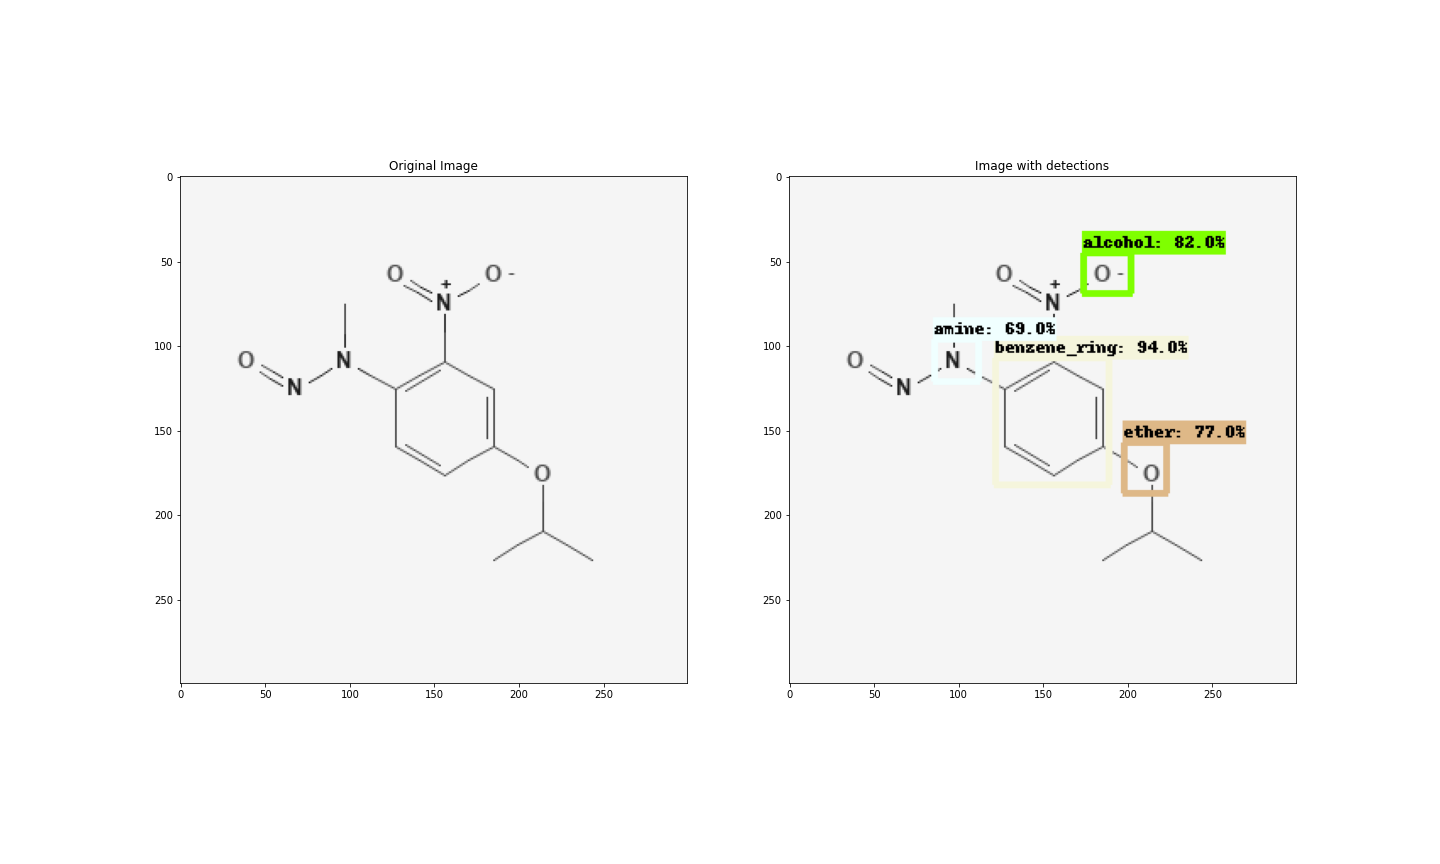 Original Image
0
50
100
150
200
250
0 50 100 150 200 250
O
O -
+
N
O
N
N
O
Image with detections
0
50
100
150
200
250
0 50 100 150 200 250
alcohol: 82.0%
O
O -
+
N
amine: 69.0%
benzene_ring: 94.0%
O
N
N
ether: 77.0%
O